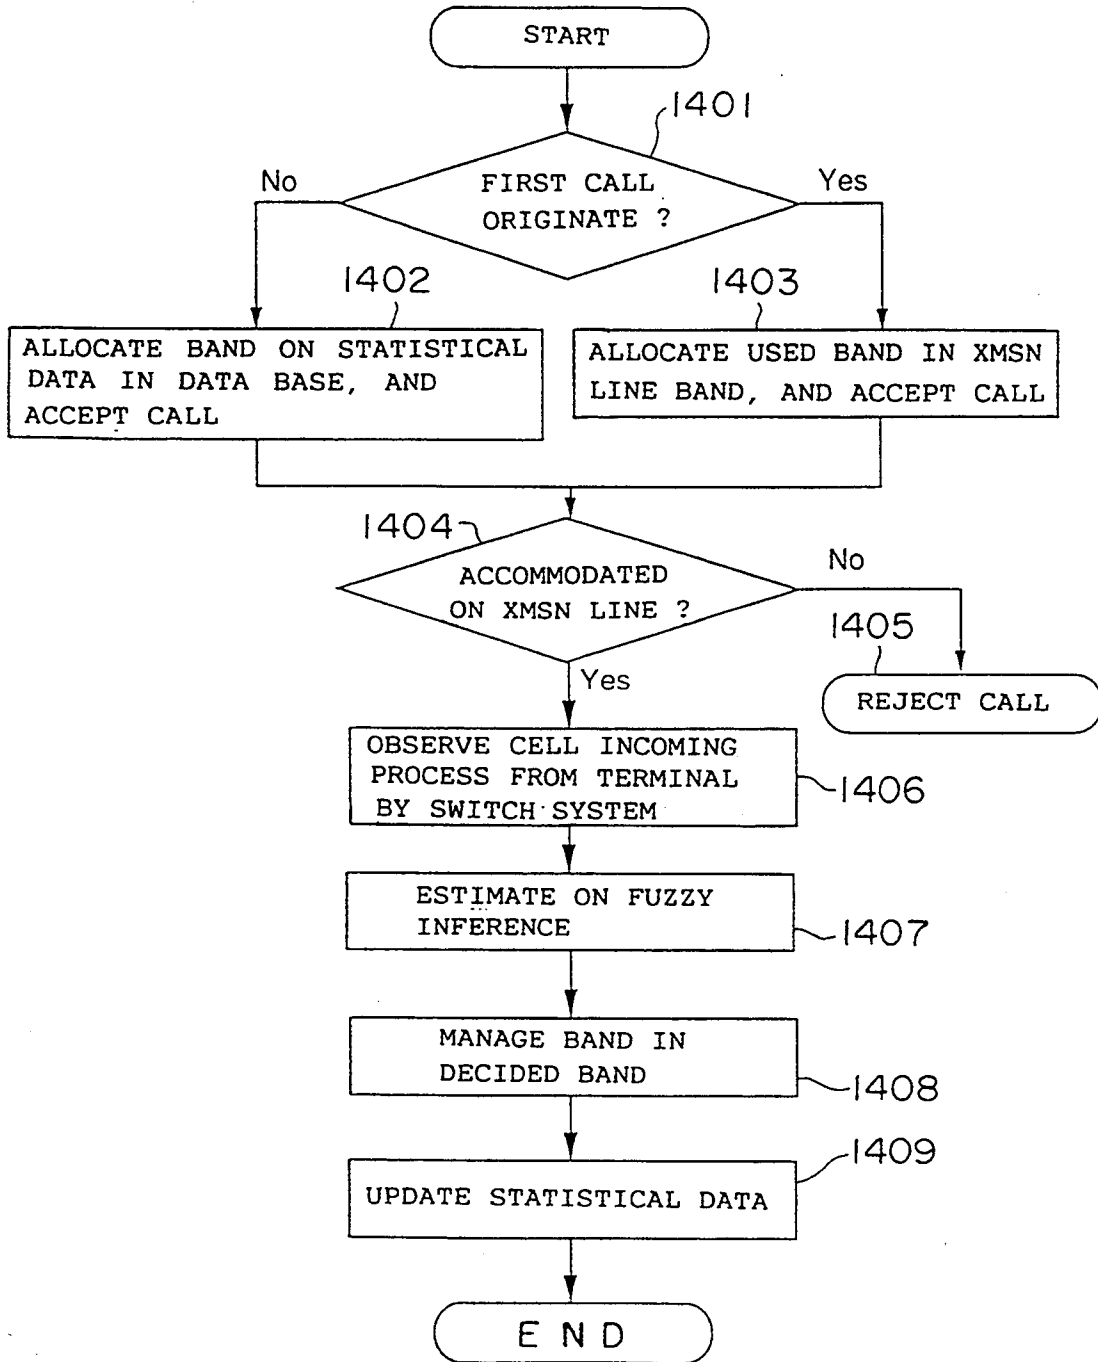 START
1401
FIRST CALL
ORIGINATE ?
No
Yes
1402
1403
ALLOCATE BAND ON STATISTICAL
DATA IN DATA BASE, AND
ACCEPT CALL
ALLOCATE USED BAND IN XMSN
LINE BAND, AND ACCEPT CALL
1404
ACCOMMODATED
ON XMSN LINE ?
No
Yes
1405
REJECT CALL
OBSERVE CELL INCOMING
PROCESS FROM TERMINAL
BY SWITCH SYSTEM
1406
ESTIMATE ON FUZZY
INFERENCE
1407
MANAGE BAND IN
DECIDED BAND
1408
1409
UPDATE STATISTICAL DATA
END